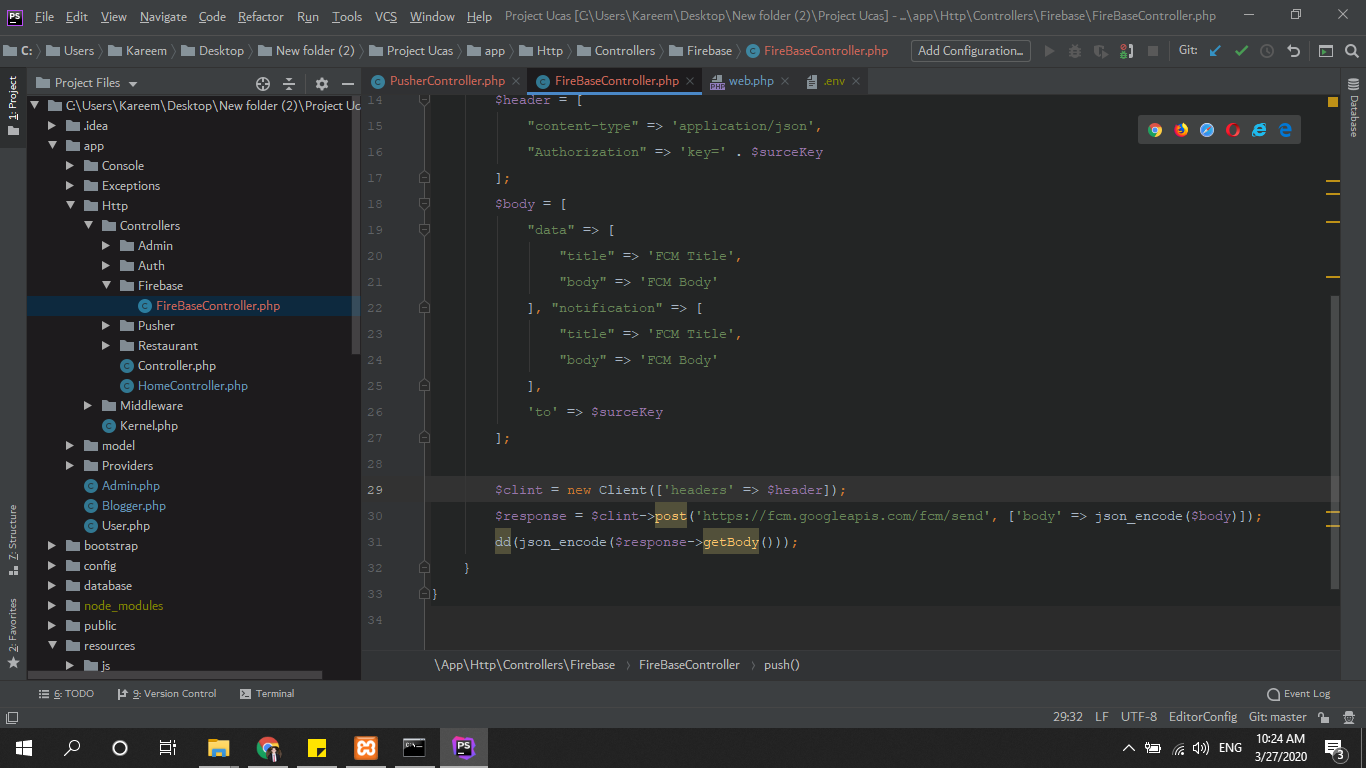 PS File Edit View Navigate Code Refactor Run Tools VCS Window Help Project Ucas [C:\Users\Kareem\Desktop\New folder (2)\Project Ucas] - ...\app\Http\Controllers\Firebase\FireBaseController.php
C: Users Kareem Desktop New folder (2) Project Ucas app Http Controllers Firebase FireBaseController.php Add Configuration... Git:
1: Project
Project Files
C:\Users\Kareem\Desktop\New folder (2)\Project Uc
.idea
app
Console
Exceptions
Http
Controllers
Admin
Auth
Firebase
FireBaseController.php
Pusher
Restaurant
Controller.php
HomeController.php
Middleware
Kernel.php
model
Providers
Admin.php
Blogger.php
User.php
bootstrap
config
database
node_modules
public
resources
js
7: Structure
2: Favorites
PusherController.php FireBaseController.php web.php .env
14 $header = [
15 "content-type" => 'application/json',
16 "Authorization" => 'key=' . $surceKey
17 ];
18 $body = [
19 "data" => [
20 "title" => 'FCM Title',
21 "body" => 'FCM Body'
22 ], "notification" => [
23 "title" => 'FCM Title',
24 "body" => 'FCM Body'
25 ],
26 'to' => $surceKey
27 ];
28
29 $clint = new Client(['headers' => $header]);
30 $response = $clint->post('https://fcm.googleapis.com/fcm/send', ['body' => json_encode($body)]);
31 dd(json_encode($response->getBody()));
32 }
33 }
34
Database
\App\Http\Controllers\Firebase › FireBaseController › push()
6: TODO 9: Version Control Terminal Event Log
29:32 LF UTF-8 EditorConfig Git: master
PS ENG 10:24 AM
3/27/2020 3